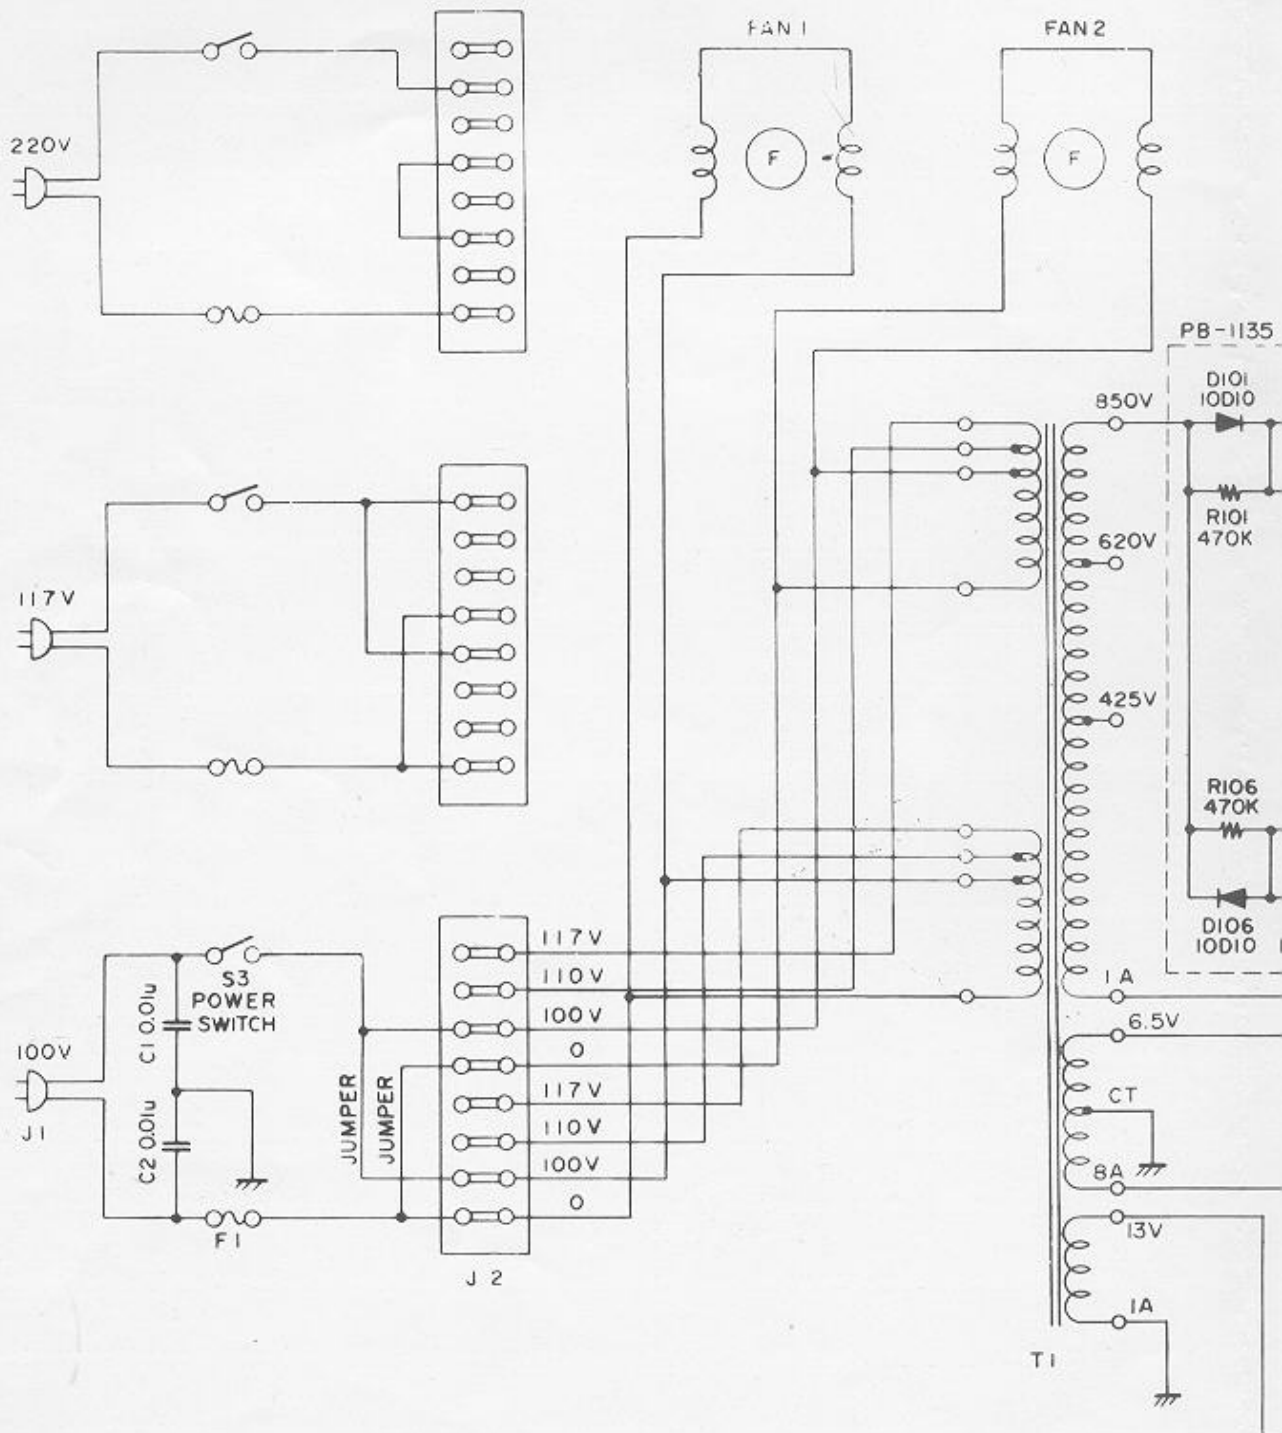 FAN 1
FAN 2
220V
PB-1135
D101
10D10
850V
R101
470K
620V
117V
425V
R106
470K
D106
10D10
117V
110V
100V
0
117V
110V
100V
0
S3
POWER
SWITCH
C1 0.01u
C2 0.01u
100V
J1
JUMPER
JUMPER
F1
J 2
1A
6.5V
CT
8A
13V
1A
T1